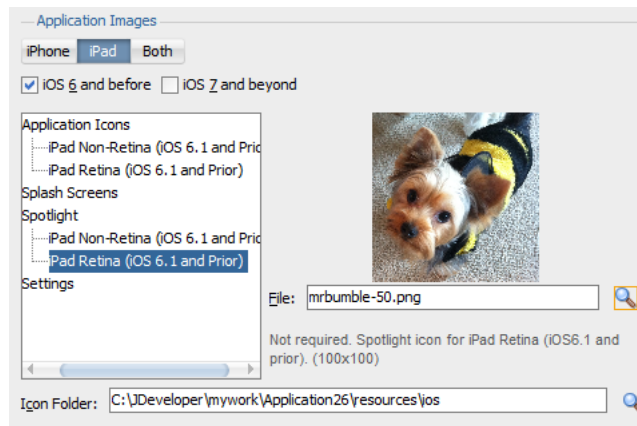 Application Images
iPhone iPad Both
iOS 6 and before iOS 7 and beyond
Application Icons
iPad Non-Retina (iOS 6.1 and Pric
iPad Retina (iOS 6.1 and Prior)
Splash Screens
Spotlight
iPad Non-Retina (iOS 6.1 and Pric
iPad Retina (iOS 6.1 and Prior)
Settings
File: mrbumble-50.png
Not required. Spotlight icon for iPad Retina (iOS6.1 and
prior). (100x100)
Icon Folder: C:\JDeveloper\mywork\Application26\resources\ios